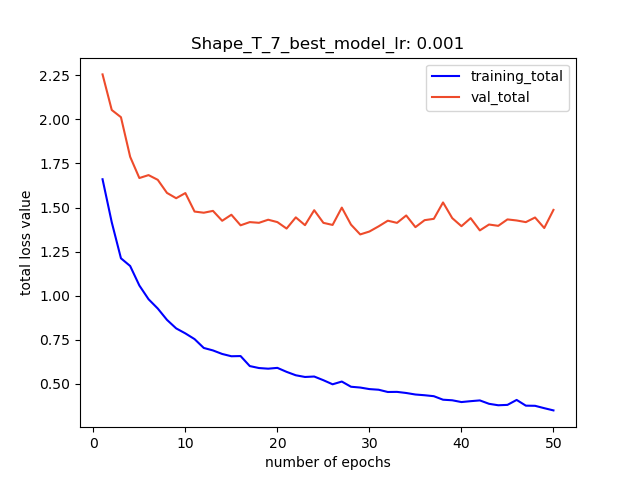 Shape_T_7_best_model_lr: 0.001
training_total
val_total
total loss value
2.25
2.00
1.75
1.50
1.25
1.00
0.75
0.50
0 10 20 30 40 50
number of epochs